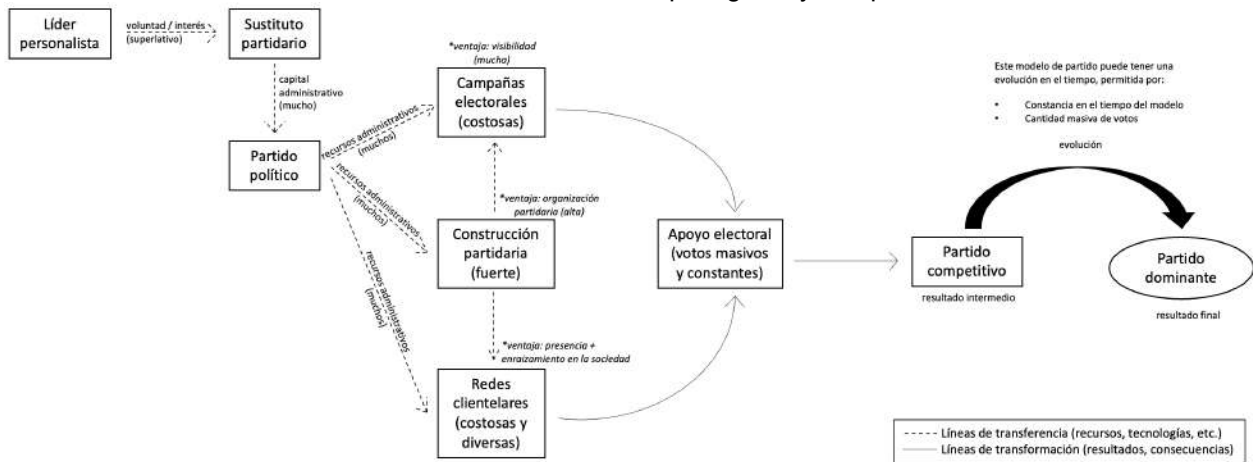 Líder
personalista
voluntad / interés
(superlativo)
Sustituto
partidario
capital
administrativo
(mucho)
Partido
político
recursos administrativos
(muchos)
recursos administrativos
(muchos)
recursos administrativos
(muchos)
*ventaja: visibilidad
(mucha)
Campañas
electorales
(costosas)
*ventaja: organización
partidaria (alta)
Construcción
partidaria
(fuerte)
*ventaja: presencia +
enraizamiento en la sociedad
Redes
clientelares
(costosas y
diversas)
Apoyo electoral
(votos masivos
y constantes)
Partido
competitivo
resultado intermedio
Este modelo de partido puede tener una
evolución en el tiempo, permitida por:
• Constancia en el tiempo del modelo
• Cantidad masiva de votos
evolución
Partido
dominante
resultado final
Líneas de transferencia (recursos, tecnologías, etc.)
Líneas de transformación (resultados, consecuencias)